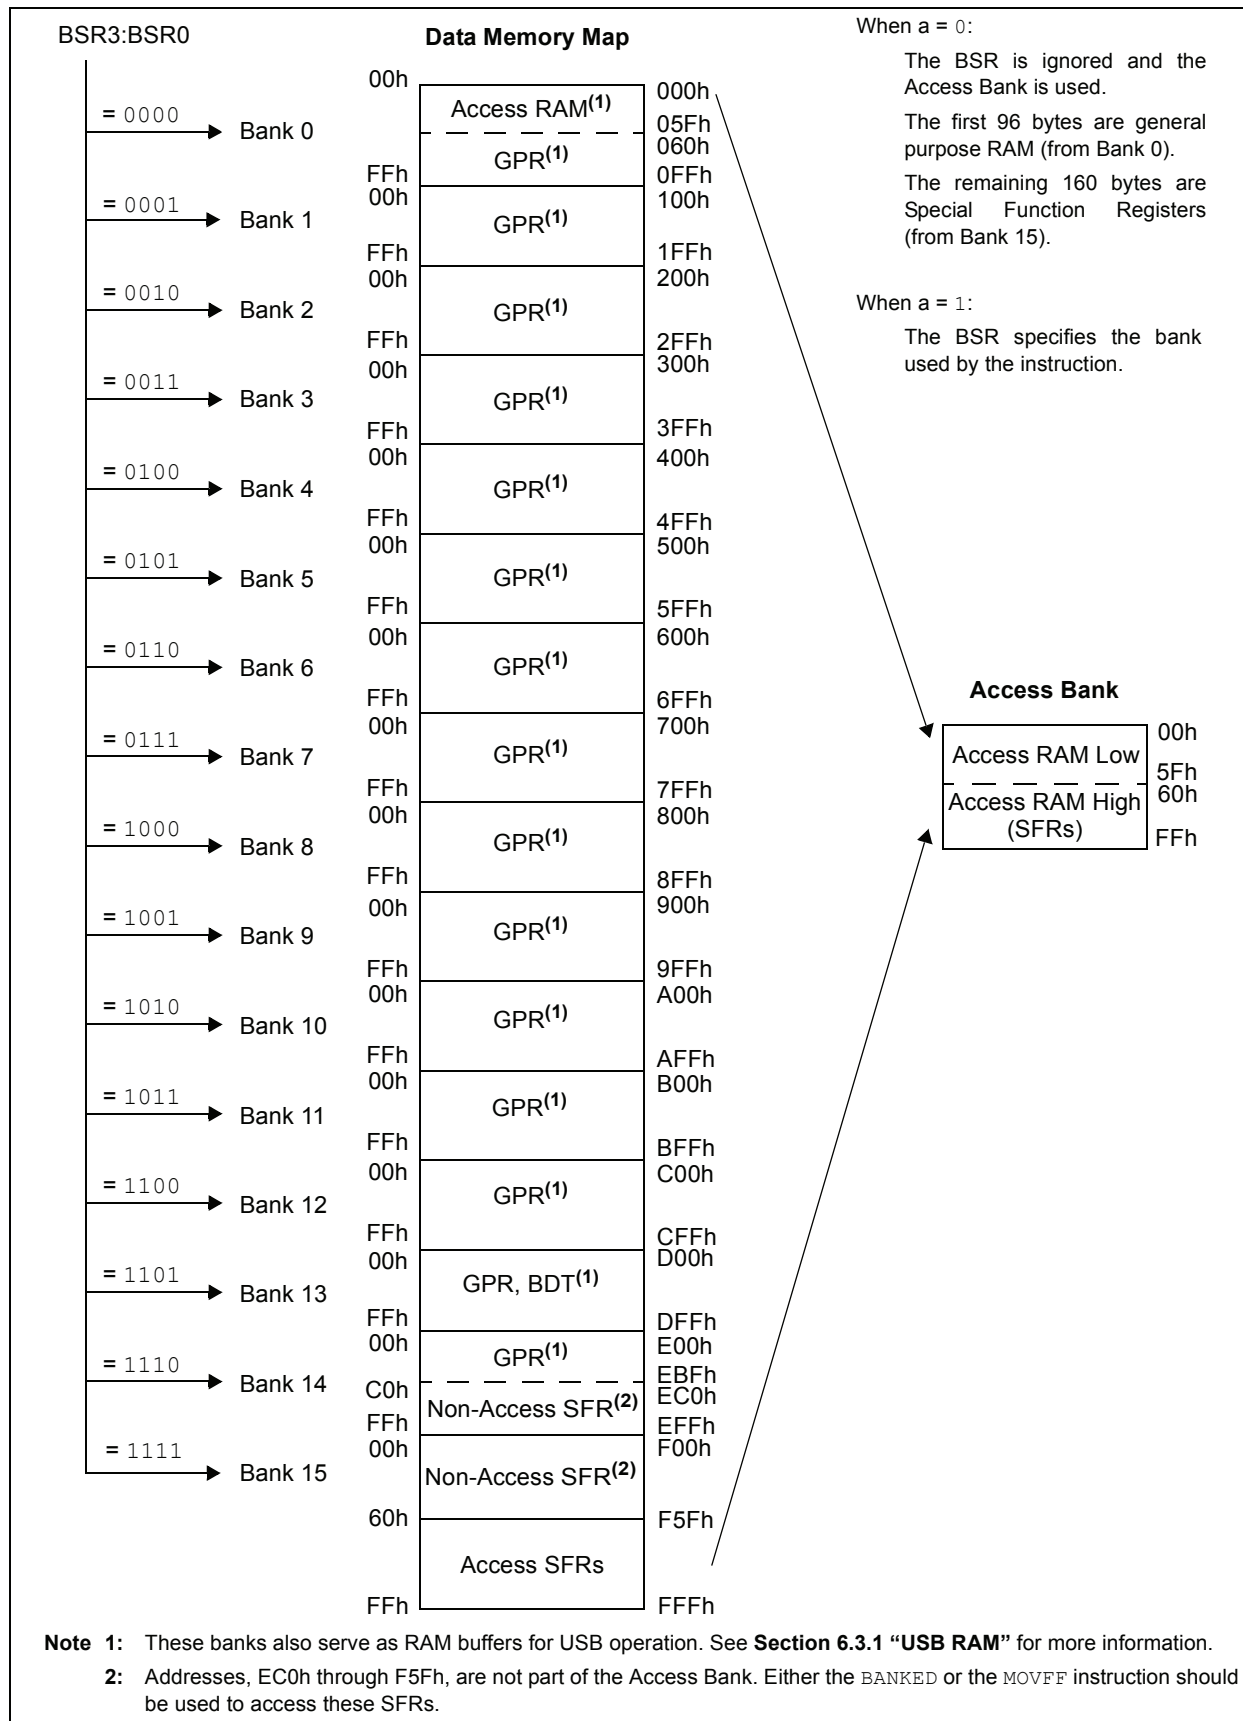 BSR3:BSR0
Data Memory Map
When a = 0:
The BSR is ignored and the
Access Bank is used.
The first 96 bytes are general
purpose RAM (from Bank 0).
The remaining 160 bytes are
Special Function Registers
(from Bank 15).
When a = 1:
The BSR specifies the bank
used by the instruction.
00h
000h
= 0000
Bank 0
Access RAM(1)
05Fh
060h
GPR(1)
FFh
0FFh
00h
100h
= 0001
Bank 1
GPR(1)
FFh
1FFh
00h
200h
= 0010
Bank 2
GPR(1)
FFh
2FFh
00h
300h
= 0011
Bank 3
GPR(1)
FFh
3FFh
00h
400h
= 0100
Bank 4
GPR(1)
FFh
4FFh
00h
500h
= 0101
Bank 5
GPR(1)
FFh
5FFh
00h
600h
= 0110
Bank 6
GPR(1)
FFh
6FFh
00h
700h
= 0111
Bank 7
GPR(1)
FFh
7FFh
00h
800h
= 1000
Bank 8
GPR(1)
FFh
8FFh
00h
900h
= 1001
Bank 9
GPR(1)
FFh
9FFh
00h
A00h
= 1010
Bank 10
GPR(1)
FFh
AFFh
00h
B00h
= 1011
Bank 11
GPR(1)
FFh
BFFh
00h
C00h
= 1100
Bank 12
GPR(1)
FFh
CFFh
00h
D00h
= 1101
Bank 13
GPR, BDT(1)
FFh
DFFh
00h
E00h
= 1110
Bank 14
GPR(1)
EBFh
C0h
EC0h
Non-Access SFR(2)
FFh
EFFh
00h
F00h
= 1111
Bank 15
Non-Access SFR(2)
60h
F5Fh
Access SFRs
FFh
FFFh
Access Bank
00h
Access RAM Low
5Fh
60h
Access RAM High
(SFRs)
FFh
Note 1: These banks also serve as RAM buffers for USB operation. See Section 6.3.1 “USB RAM” for more information.
2: Addresses, EC0h through F5Fh, are not part of the Access Bank. Either the BANKED or the MOVFF instruction should
be used to access these SFRs.